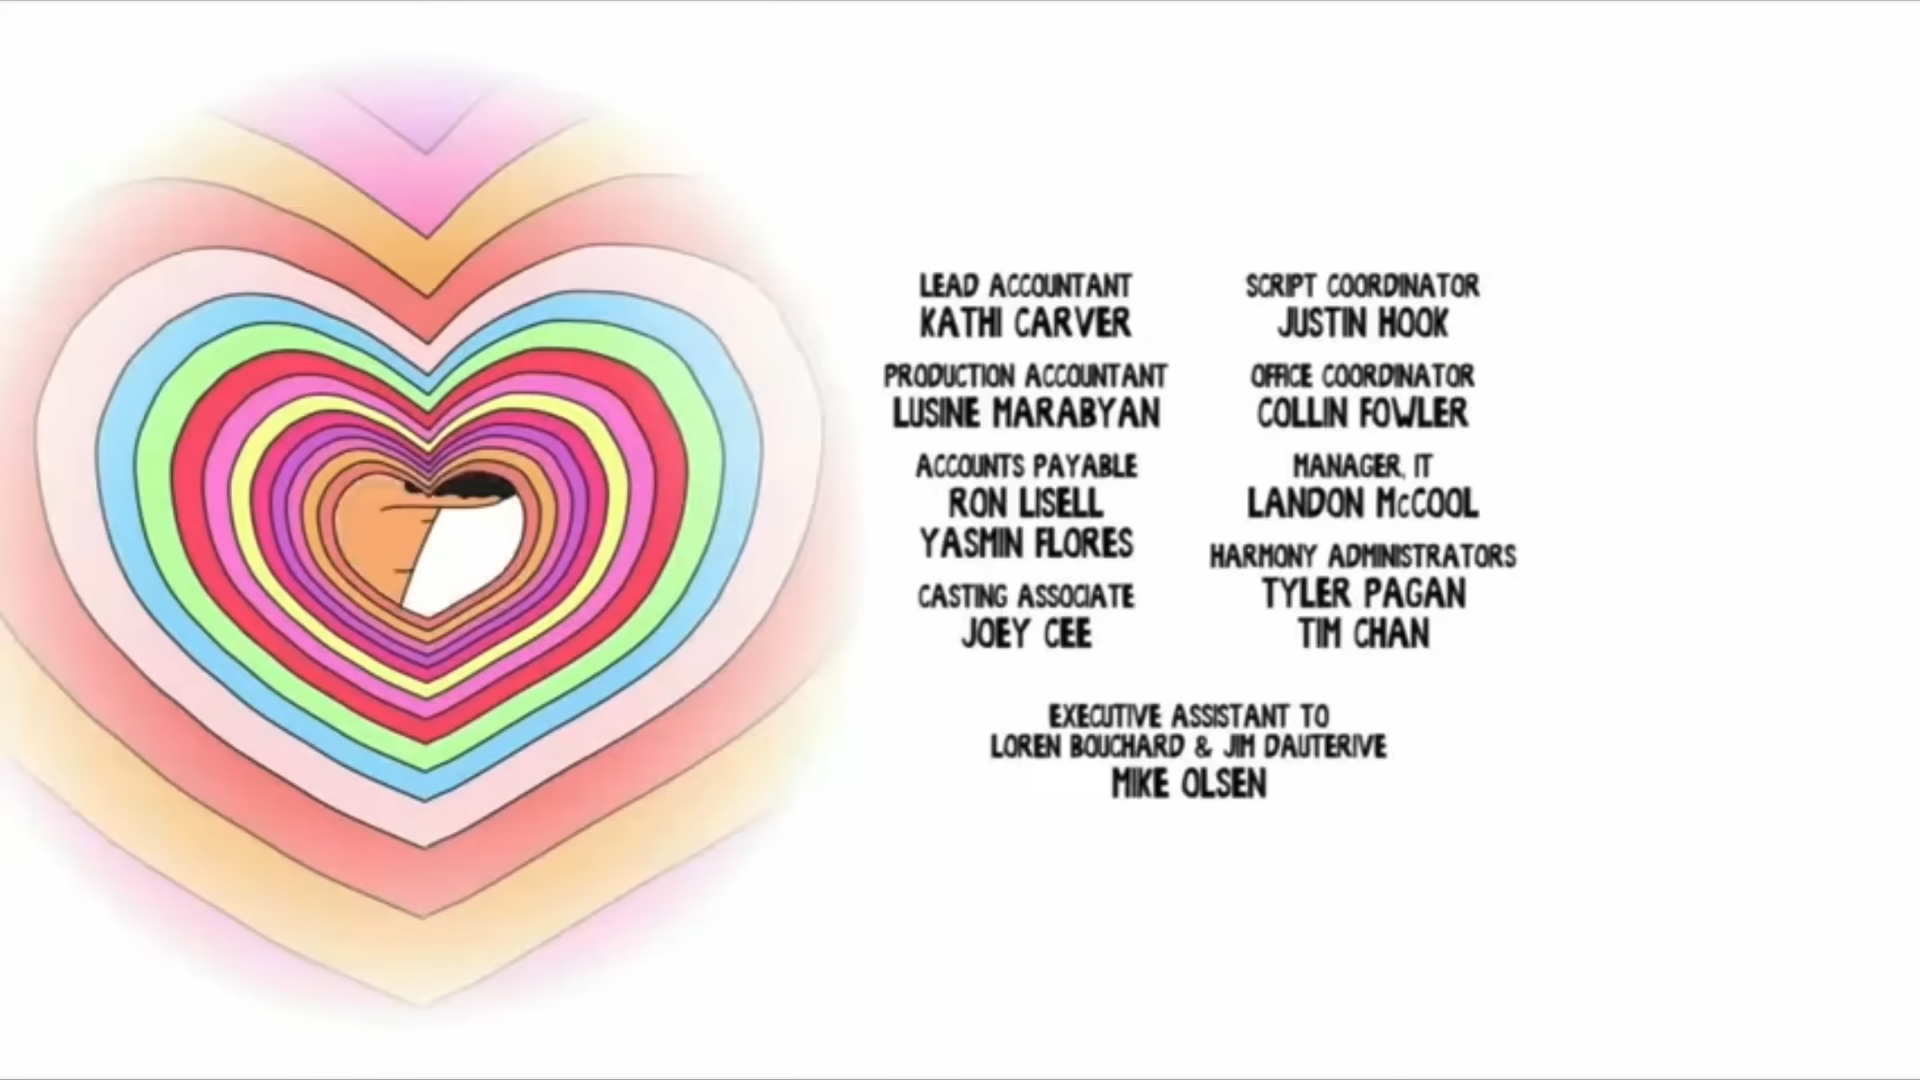 LEAD ACCOUNTANT
KATHI CARVER
PRODUCTION ACCOUNTANT
LUSINE MARABYAN
ACCOUNTS PAYABLE
RON LISELL
YASMIN FLORES
CASTING ASSOCIATE
JOEY CEE
SCRIPT COORDINATOR
JUSTIN HOOK
OFFICE COORDINATOR
COLLIN FOWLER
MANAGER, IT
LANDON McCOOL
HARMONY ADMINISTRATORS
TYLER PAGAN
TIM CHAN
EXECUTIVE ASSISTANT TO
LOREN BOUCHARD & JIM DAUTERIVE
MIKE OLSEN